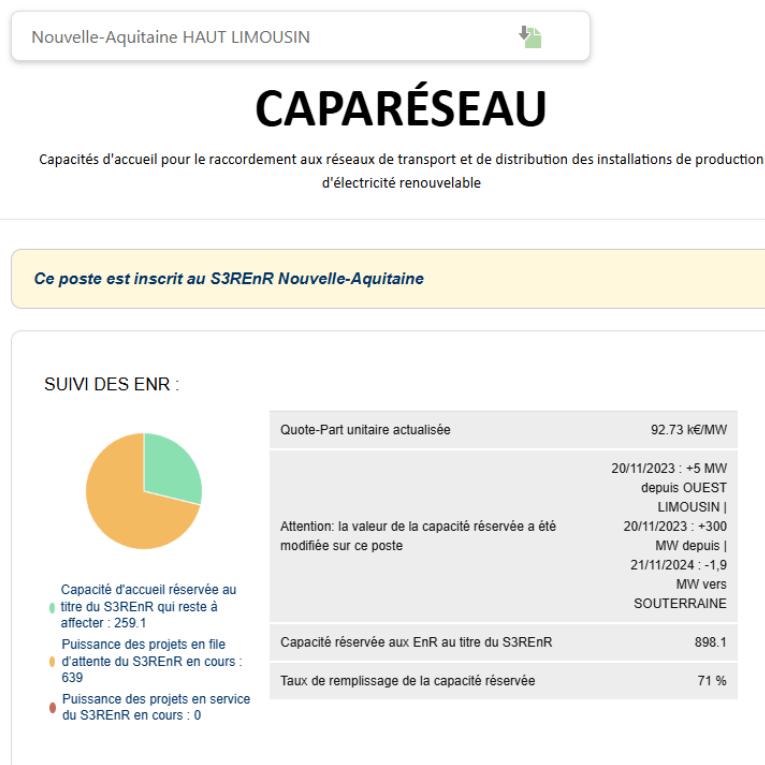 Nouvelle-Aquitaine HAUT LIMOUSIN
CAPARÉSEAU
Capacités d'accueil pour le raccordement aux réseaux de transport et de distribution des installations de production
d'électricité renouvelable
Ce poste est inscrit au S3REnR Nouvelle-Aquitaine
SUIVI DES ENR :
Capacité d'accueil réservée au
titre du S3REnR qui reste à
affecter : 259.1
Puissance des projets en file
d'attente du S3REnR en cours :
639
Puissance des projets en service
du S3REnR en cours : 0
Quote-Part unitaire actualisée
92.73 k€/MW
Attention: la valeur de la capacité réservée a été
modifiée sur ce poste
20/11/2023 : +5 MW
depuis OUEST
LIMOUSIN |
20/11/2023 : +300
MW depuis |
21/11/2024 : -1,9
MW vers
SOUTERRAINE
Capacité réservée aux EnR au titre du S3REnR
898.1
Taux de remplissage de la capacité réservée
71 %